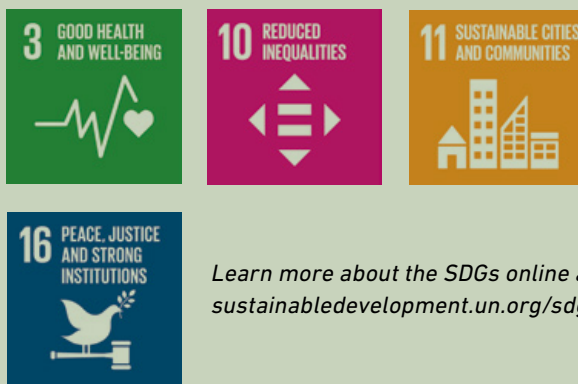 3 GOOD HEALTH
AND WELL-BEING
10 REDUCED
INEQUALITIES
11 SUSTAINABLE CITIES
AND COMMUNITIES
16 PEACE, JUSTICE
AND STRONG
INSTITUTIONS
Learn more about the SDGs online
sustainabledevelopment.un.org/